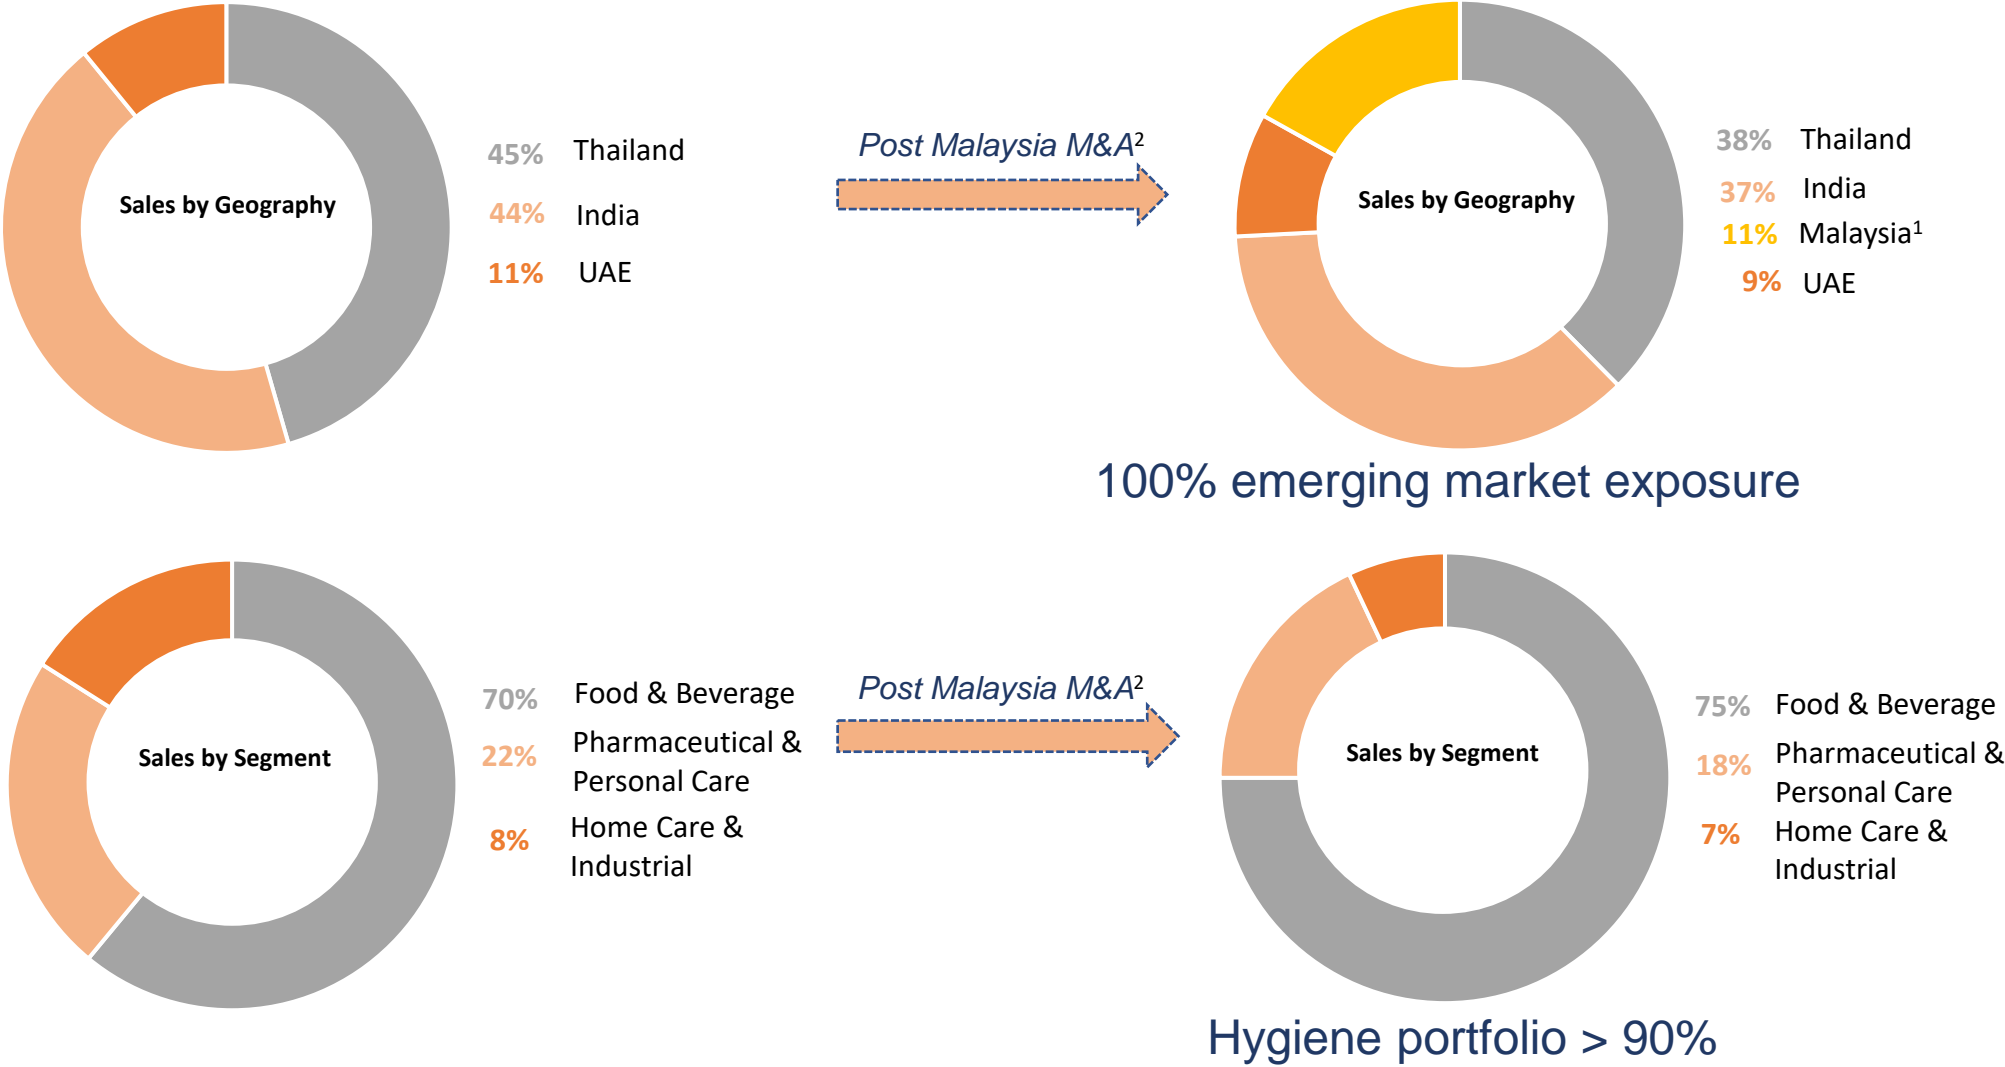 Sales by Geography
45% Thailand
44% India
11% UAE
Post Malaysia M&A²
Sales by Geography
38% Thailand
37% India
11% Malaysia¹
9% UAE
100% emerging market exposure
Sales by Segment
70% Food & Beverage
22% Pharmaceutical &
Personal Care
8% Home Care &
Industrial
Post Malaysia M&A²
Sales by Segment
75% Food & Beverage
18% Pharmaceutical &
Personal Care
7% Home Care &
Industrial
Hygiene portfolio > 90%